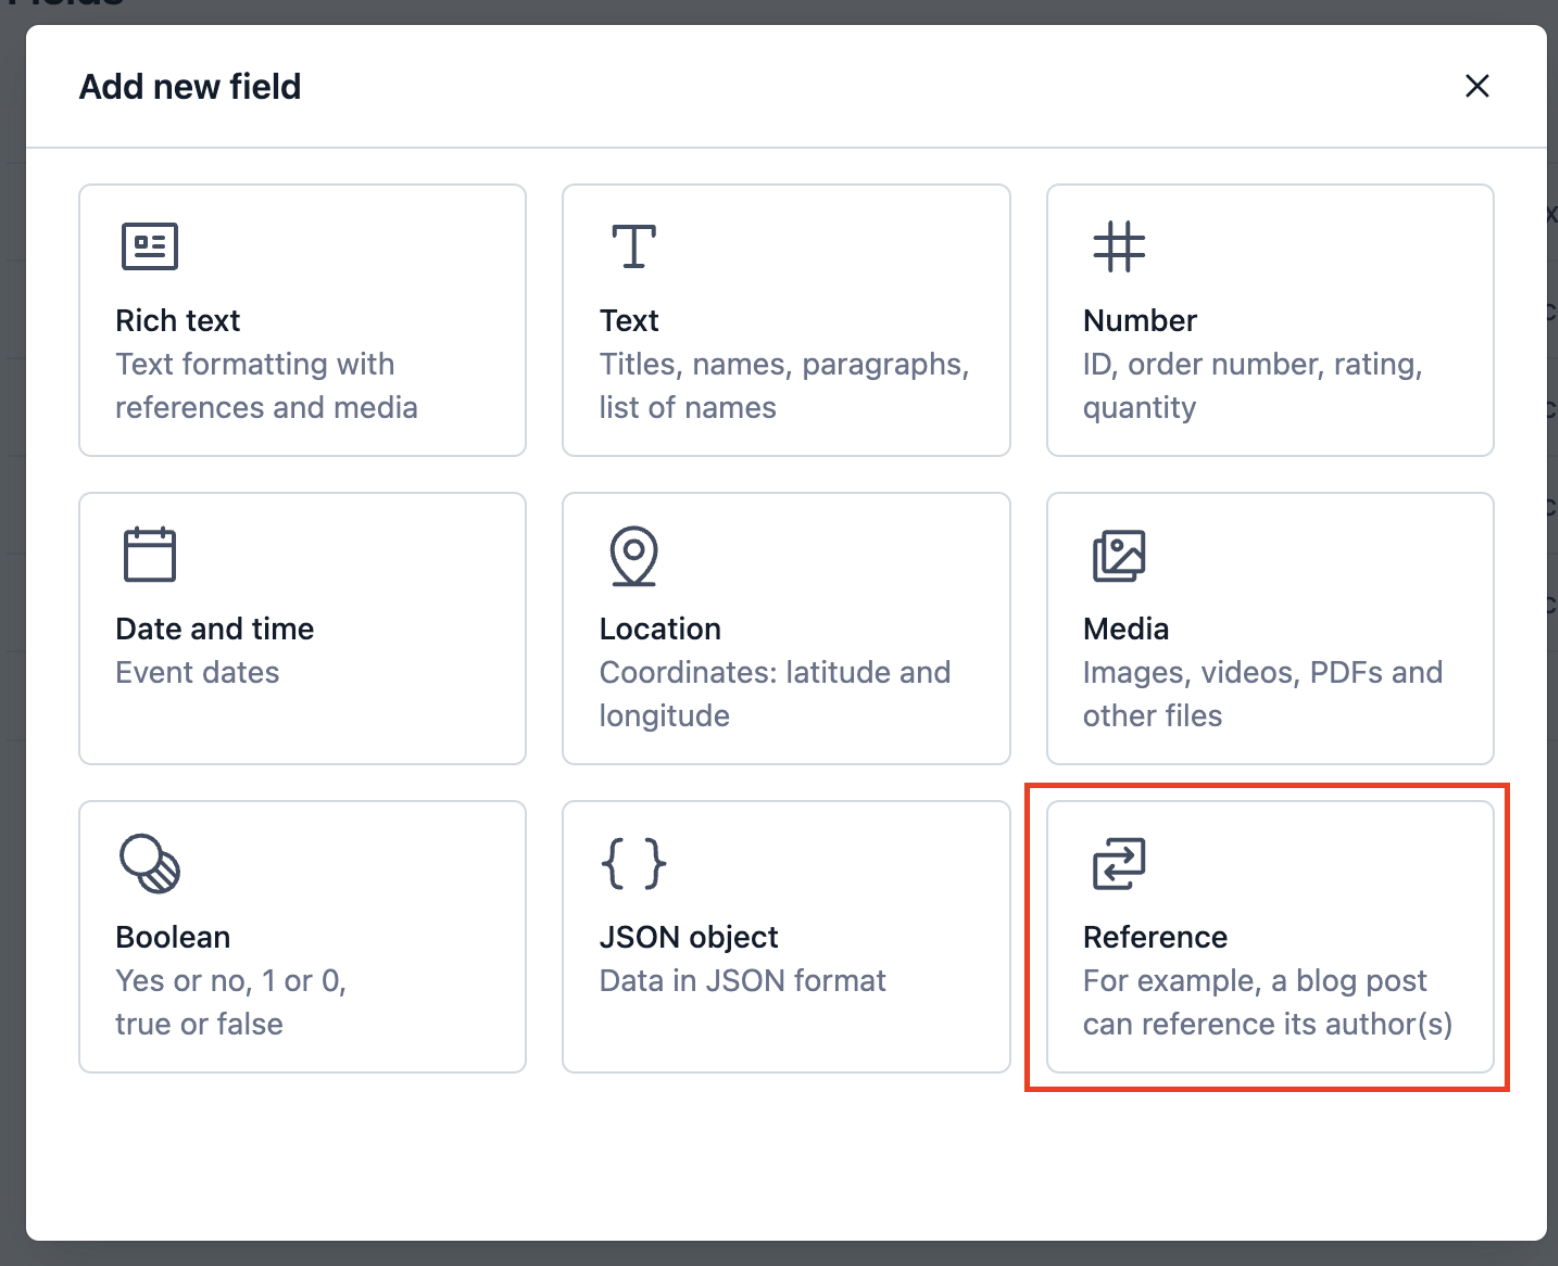 Add new field
Rich text
Text formatting with
references and media
Text
Titles, names, paragraphs,
list of names
Number
ID, order number, rating,
quantity
Date and time
Event dates
Location
Coordinates: latitude and
longitude
Media
Images, videos, PDFs and
other files
Boolean
Yes or no, 1 or 0,
true or false
JSON object
Data in JSON format
Reference
For example, a blog post
can reference its author(s)